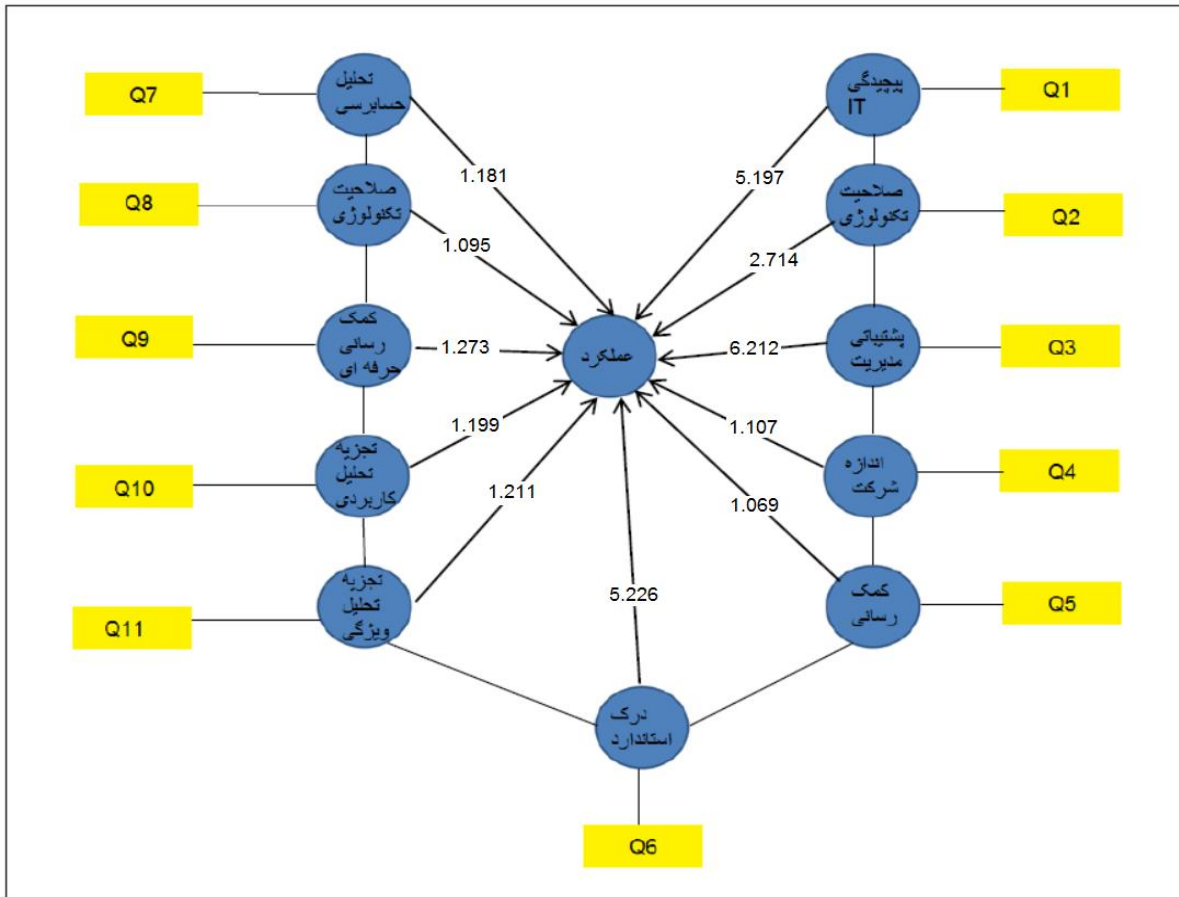 Q7
تحلیل
حسابرسی
پیچیدگی
IT
Q1
Q8
صلاحیت
تکنولوژی
1.181
5.197
صلاحیت
تکنولوژی
Q2
1.095
2.714
Q9
کمک
رسانی
حرفه ای
1.273
عملکرد
6.212
پشتیبانی
مدیریت
Q3
Q10
تجزیه
تحلیل
کاربردی
1.199
1.107
اندازه
شرکت
Q4
1.211
1.069
Q11
تجزیه
تحلیل
ویژگی
5.226
کمک
رسانی
Q5
درک
استاندارد
Q6